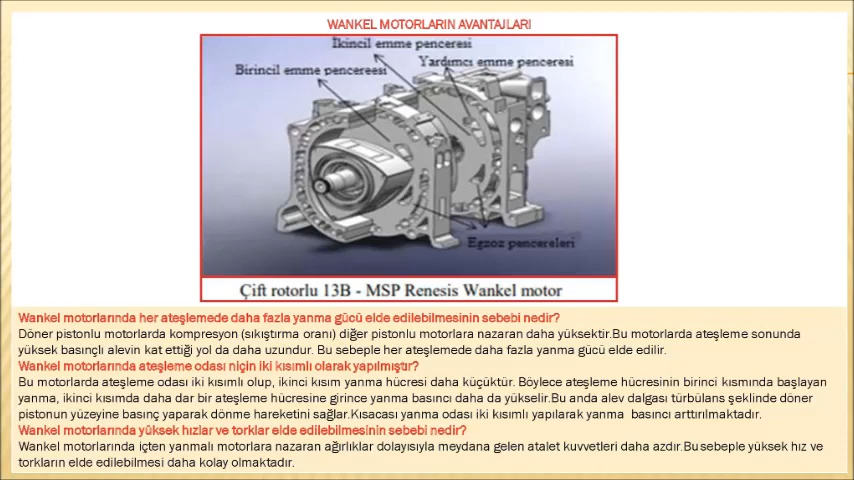 WANKEL MOTORLARIN AVANTAJLARI
İkincil emme penceresi
Yardımcı emme penceresi
Birincil emme pencereesi
Egzoz pencereleri
Çift rotorlu 13B - MSP Renesis Wankel motor
Wankel motorlarında her ateşlemede daha fazla yanma gücü elde edilebilmesinin sebebi nedir?
Döner pistonlu motorlarda kompresyon (sıkıştırma oranı) diğer pistonlu motorlara nazaran daha yüksektir.Bu motorlarda ateşleme sonunda
yüksek basınçlı alevin kat ettiği yol da daha uzundur. Bu sebeple her ateşlemede daha fazla yanma gücü elde edilir.
Wankel motorlarında ateşleme odası niçin iki kısımlı olarak yapılmıştır?
Bu motorlarda ateşleme odası iki kısımlı olup, ikinci kısım yanma hücresi daha küçüktür. Böylece ateşleme hücresinin birinci kısmında başlayan
yanma, ikinci kısımda daha dar bir ateşleme hücresine girince yanma basıncı daha da yükselir.Bu anda alev dalgası türbülans şeklinde döner
pistonun yüzeyine basınç yaparak dönme hareketini sağlar.Kısacası yanma odası iki kısımlı yapılarak yanma basıncı arttırılmaktadır.
Wankel motorlarında yüksek hızlar ve torklar elde edilebilmesinin sebebi nedir?
Wankel motorlarında içten yanmalı motorlara nazaran ağırlıklar dolayısıyla meydana gelen atalet kuvvetleri daha azdır.Bu sebeple yüksek hız ve
torkların elde edilebilmesi daha kolay olmaktadır.